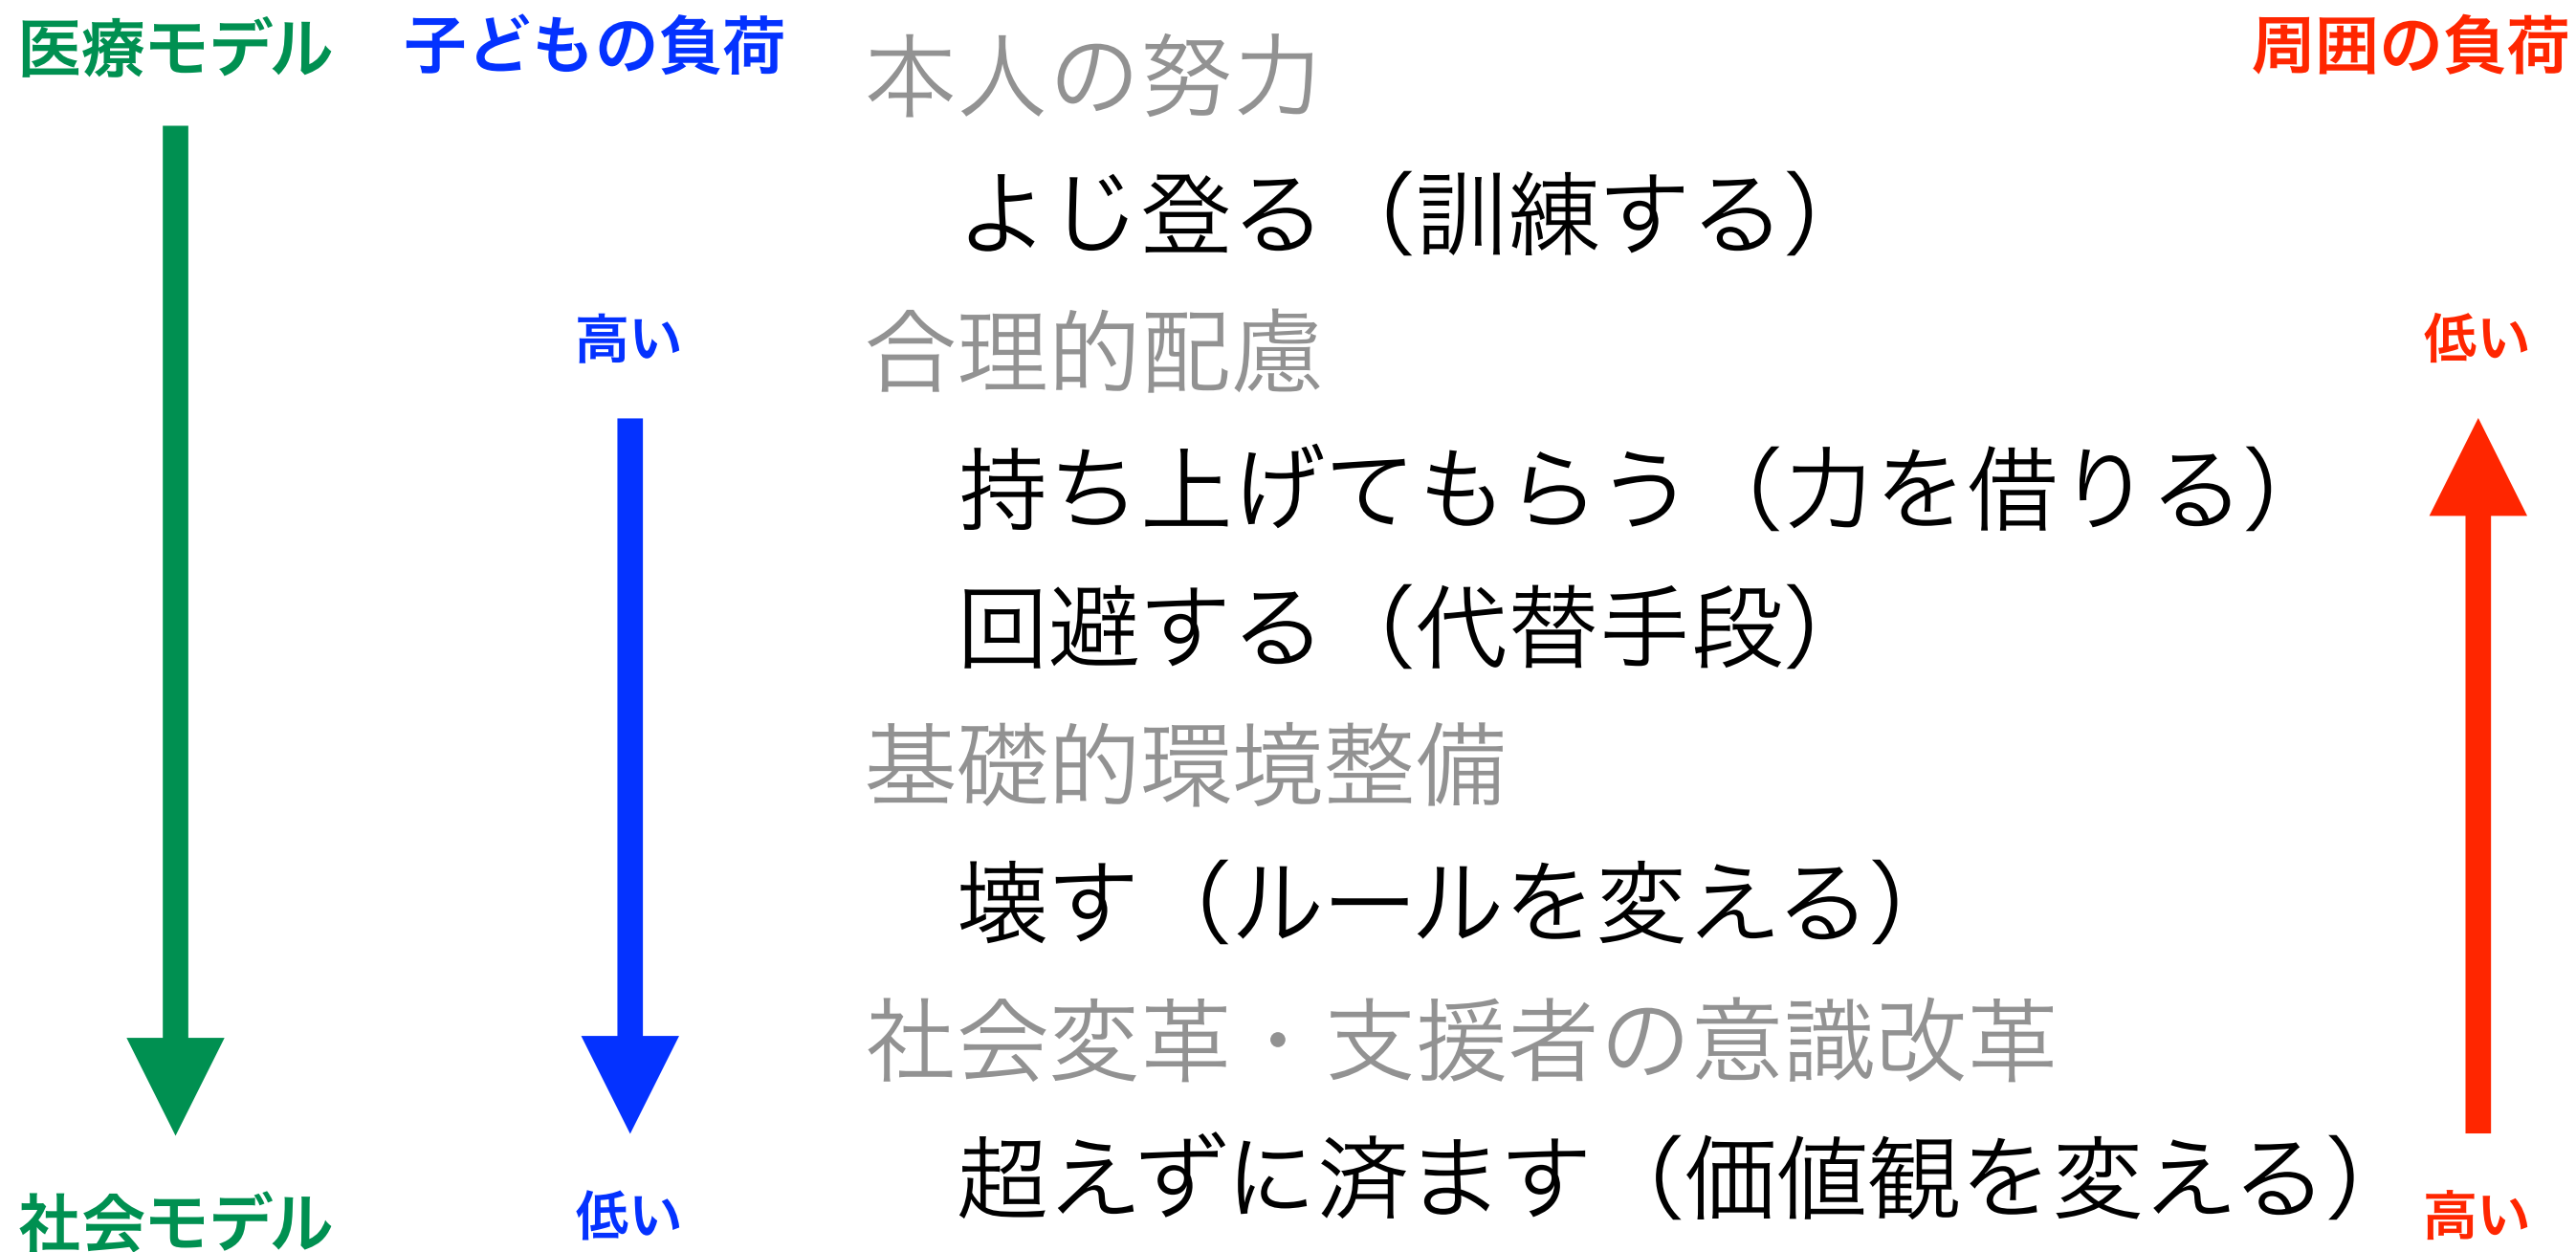 医療モデル 子どもの負荷 本人の努力 周囲の負荷
よじ登る（訓練する）
高い 合理的配慮 低い
持ち上げてもらう（力を借りる）
回避する（代替手段）
基礎的環境整備
壊す（ルールを変える）
社会変革・支援者の意識改革
超えずに済ます（価値観を変える）
社会モデル 低い 高い